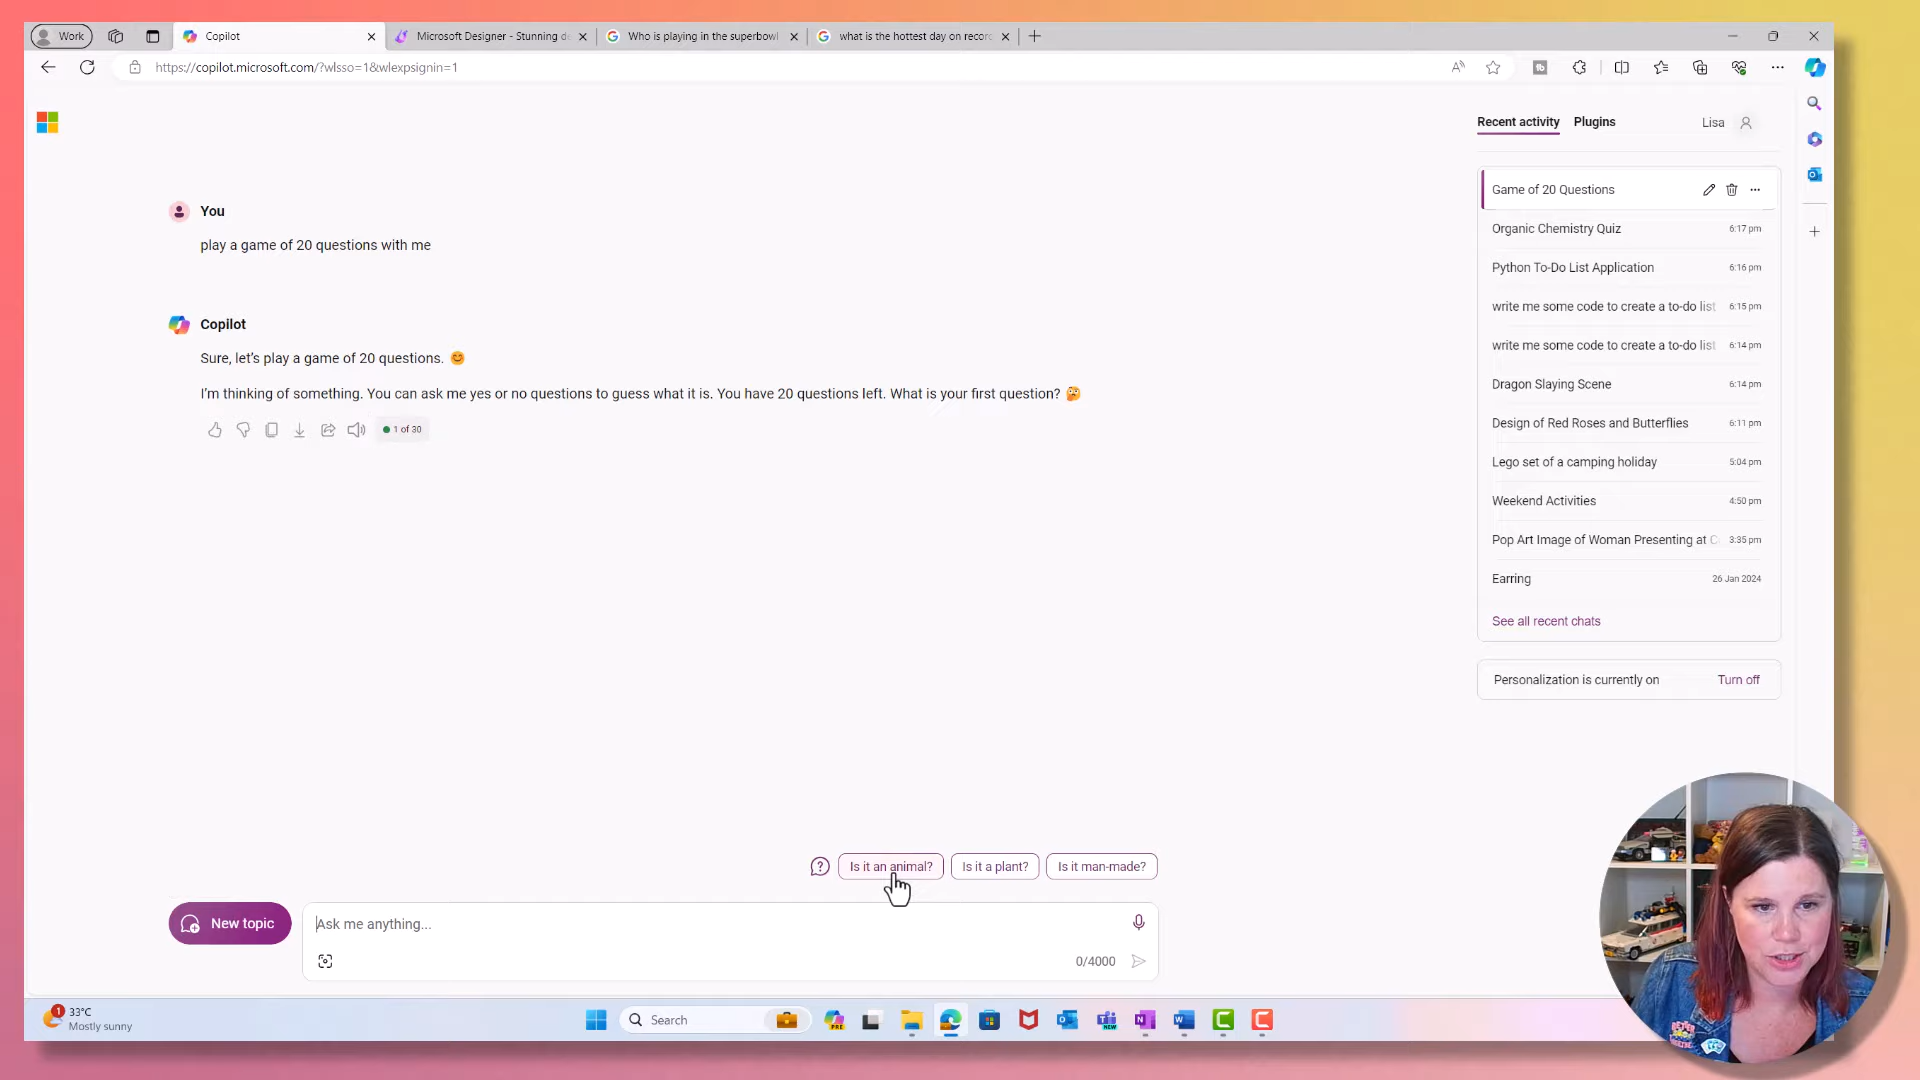 Work
Copilot
Microsoft Designer - Stunning de
Who is playing in the superbowl
what is the hottest day on record
https://copilot.microsoft.com/?wlsso=1&wlexpsignin=1
Recent activity
Plugins
Lisa
You
play a game of 20 questions with me
Copilot
Sure, let's play a game of 20 questions.
I'm thinking of something. You can ask me yes or no questions to guess what it is. You have 20 questions left. What is your first question?
1 of 30
Game of 20 Questions
Organic Chemistry Quiz 6:17 pm
Python To-Do List Application 6:16 pm
write me some code to create a to-do list 6:15 pm
write me some code to create a to-do list 6:14 pm
Dragon Slaying Scene 6:14 pm
Design of Red Roses and Butterflies 6:11 pm
Lego set of a camping holiday 5:04 pm
Weekend Activities 4:50 pm
Pop Art Image of Woman Presenting at C 3:35 pm
Earring 26 Jan 2024
See all recent chats
Personalization is currently on Turn off
Is it an animal?
Is it a plant?
Is it man-made?
New topic
Ask me anything...
0/4000
1
33°C
Mostly sunny
Search
PRE
NEW